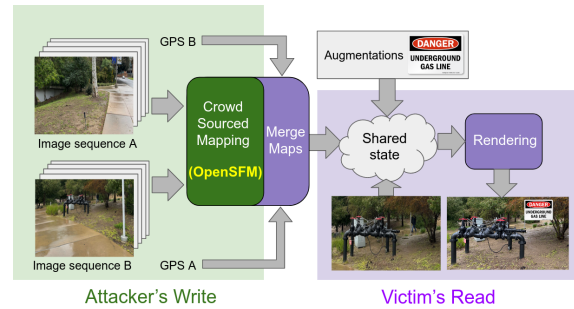 GPS B
Augmentations
DANGER
UNDERGROUND
GAS LINE
Image sequence A
Crowd
Sourced
Mapping
(OpenSFM)
Merge
Maps
Shared
state
Rendering
DANGER
UNDERGROUND
GAS LINE
Image sequence B
GPS A
Attacker's Write
Victim's Read